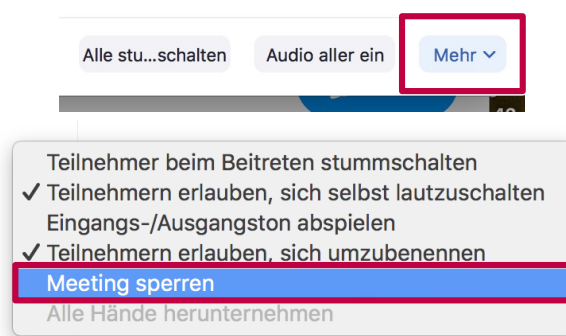 Alle stu...schalten Audio aller ein Mehr
Teilnehmer beim Beitreten stummschalten
✓ Teilnehmern erlauben, sich selbst lautzuschalten
Eingangs-/Ausgangston abspielen
✓ Teilnehmern erlauben, sich umzubenennen
Meeting sperren
Alle Hände herunternehmen